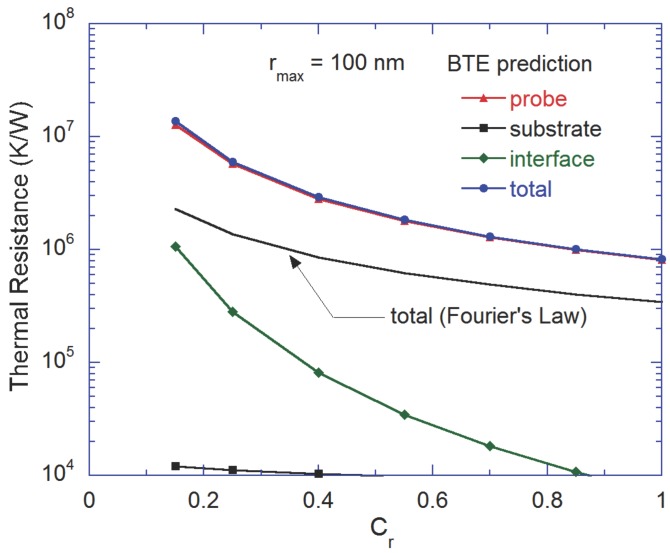 10^8
10^7
10^6
10^5
10^4
Thermal Resistance (K/W)
r_max = 100 nm
BTE prediction
probe
substrate
interface
total
total (Fourier's Law)
0 0.2 0.4 0.6 0.8 1
C_r